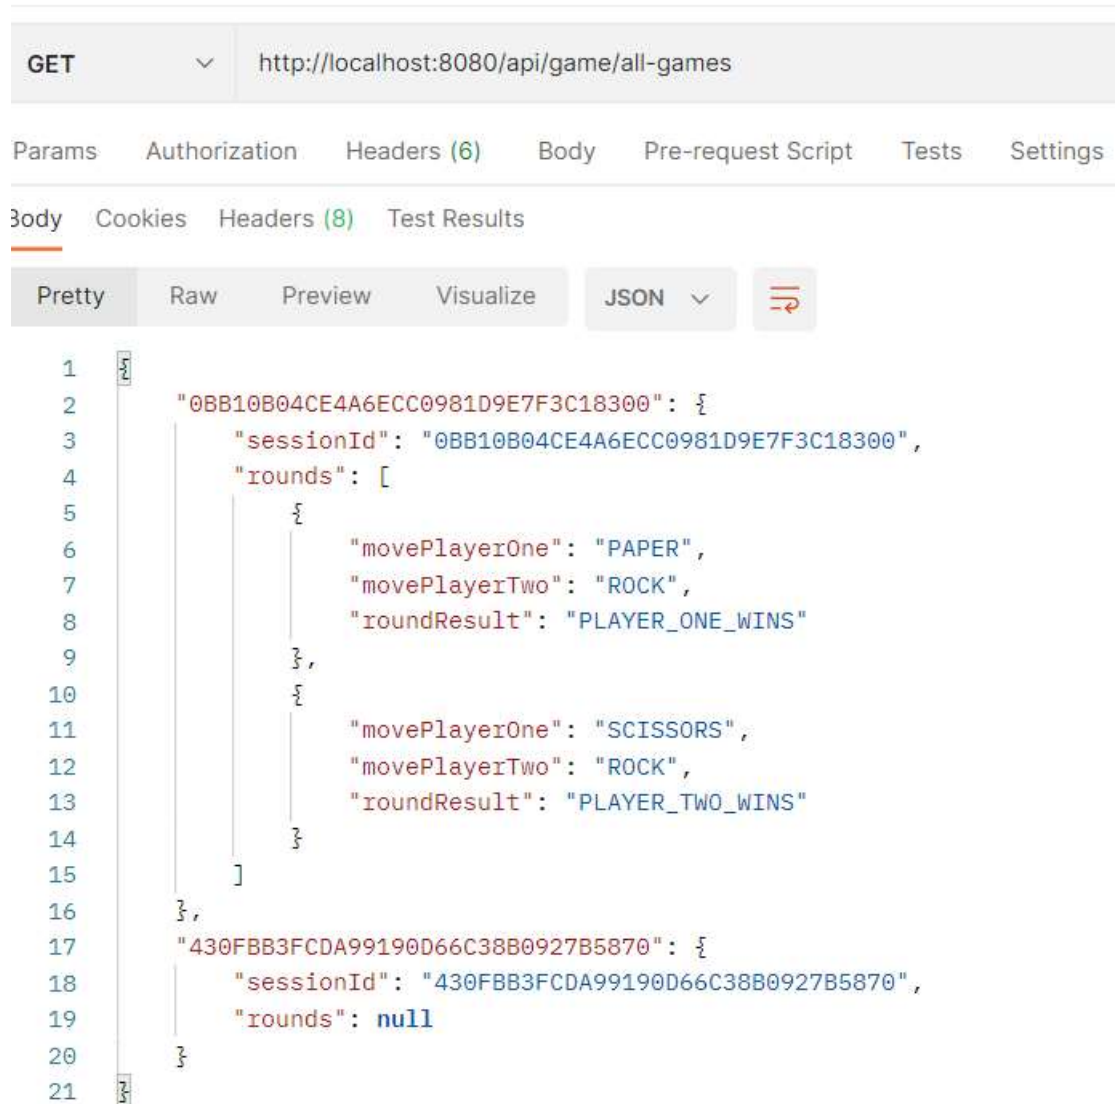 GET http://localhost:8080/api/game/all-games
Params Authorization Headers (6) Body Pre-request Script Tests Settings
Body Cookies Headers (8) Test Results
Pretty Raw Preview Visualize JSON
1 {
2 "0BB10B04CE4A6ECC0981D9E7F3C18300": {
3 "sessionId": "0BB10B04CE4A6ECC0981D9E7F3C18300",
4 "rounds": [
5 {
6 "movePlayerOne": "PAPER",
7 "movePlayerTwo": "ROCK",
8 "roundResult": "PLAYER_ONE_WINS"
9 },
10 {
11 "movePlayerOne": "SCISSORS",
12 "movePlayerTwo": "ROCK",
13 "roundResult": "PLAYER_TWO_WINS"
14 }
15 ]
16 },
17 "430FBB3FCDA99190D66C38B0927B5870": {
18 "sessionId": "430FBB3FCDA99190D66C38B0927B5870",
19 "rounds": null
20 }
21 }